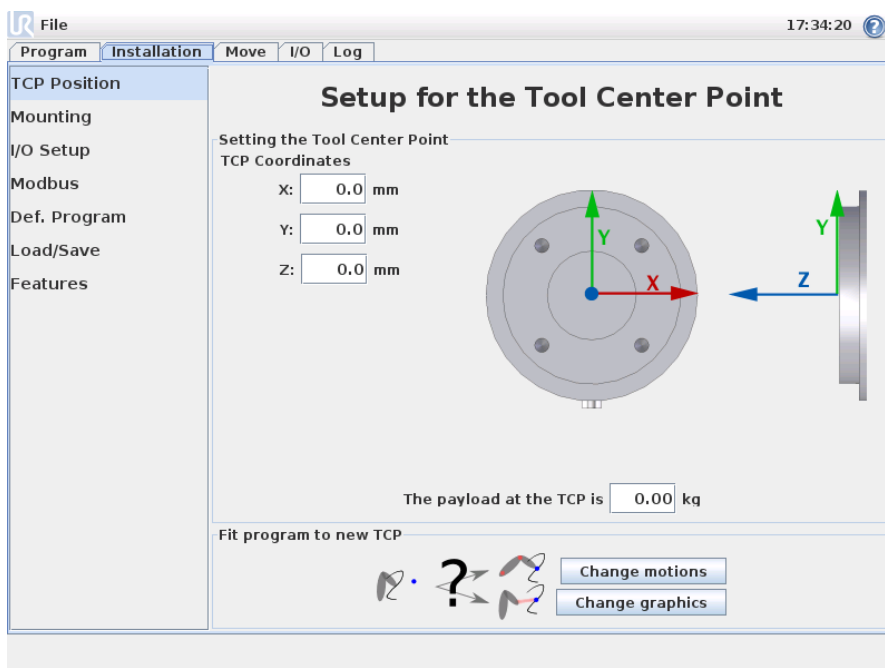 UR File 17:34:20 ?
Program Installation Move I/O Log
TCP Position
Mounting
I/O Setup
Modbus
Def. Program
Load/Save
Features
Setup for the Tool Center Point
Setting the Tool Center Point
TCP Coordinates
X: 0.0 mm
Y: 0.0 mm
Z: 0.0 mm
Y
X
Y
Z
The payload at the TCP is 0.00 kg
Fit program to new TCP
?
Change motions
Change graphics